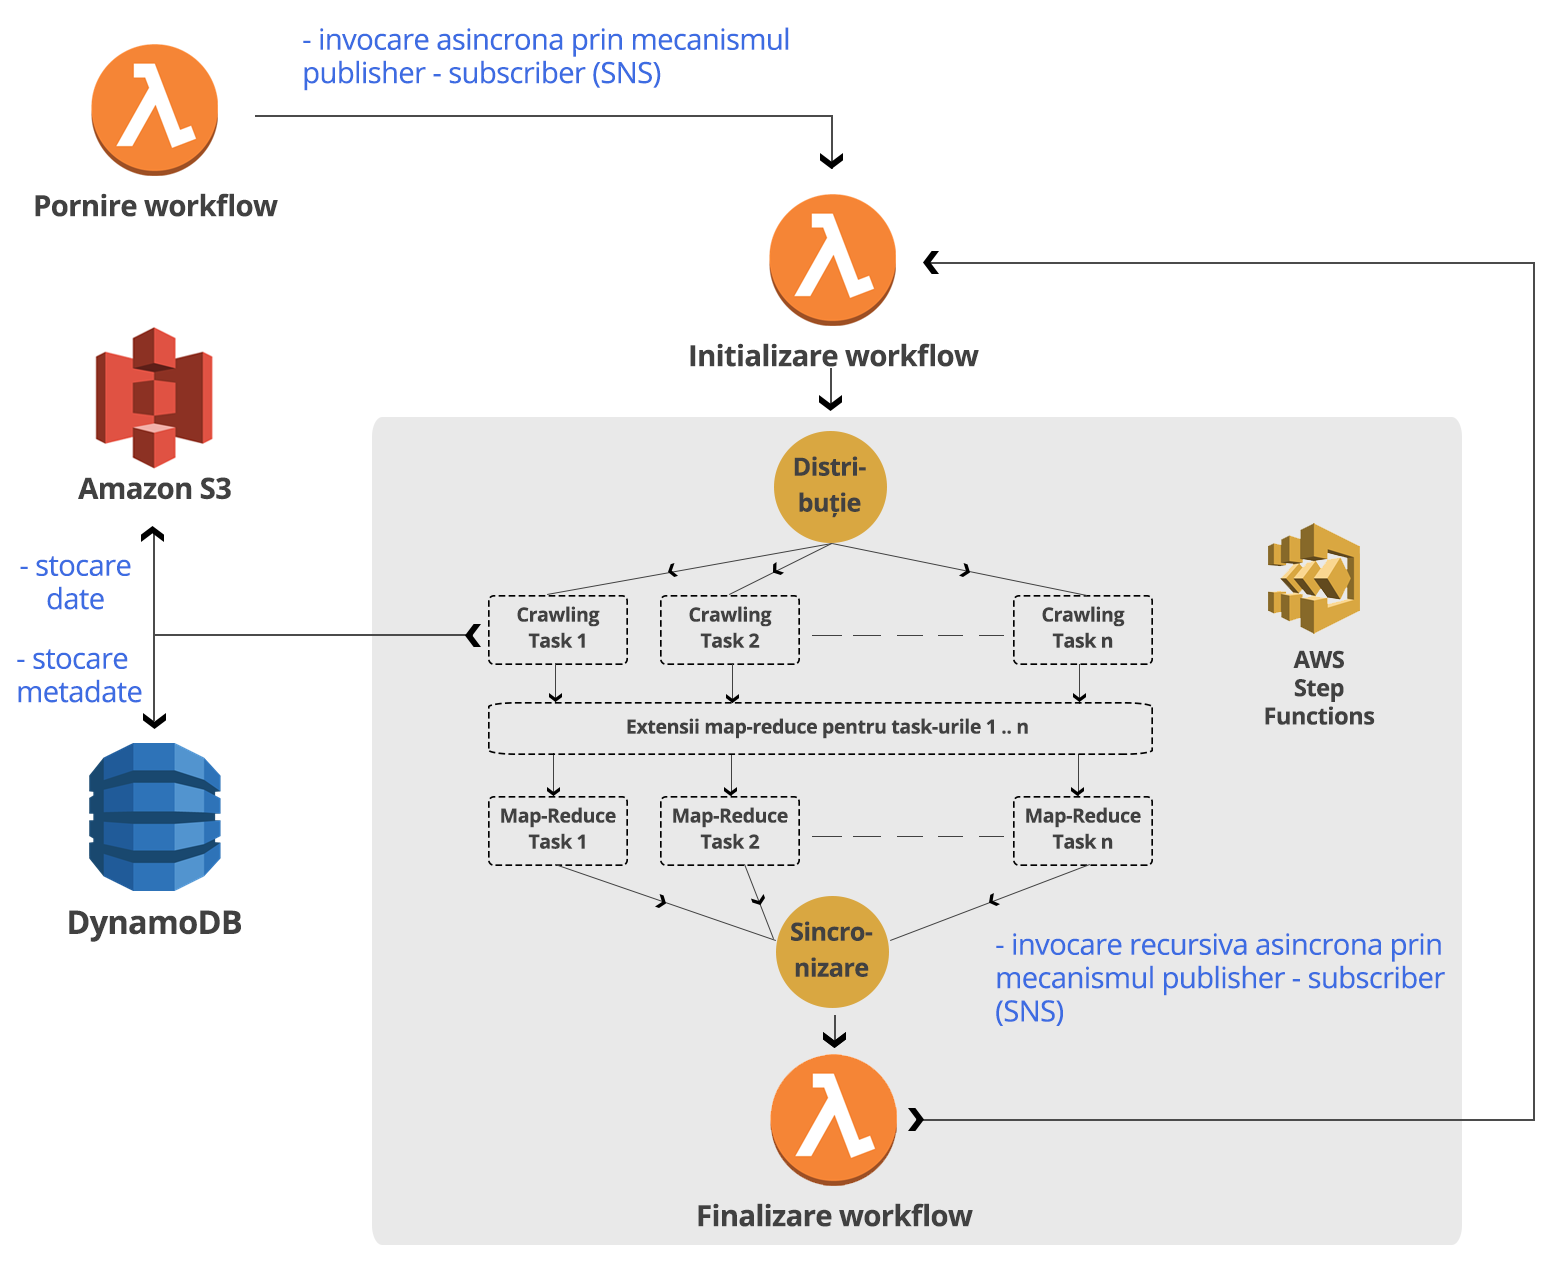 - invocare asincrona prin mecanismul
publisher - subscriber (SNS)
Pornire workflow
Initializare workflow
Amazon S3
- stocare
date
- stocare
metadate
DynamoDB
Distri-
buție
Crawling
Task 1
Crawling
Task 2
Crawling
Task n
AWS
Step
Functions
Extensii map-reduce pentru task-urile 1 .. n
Map-Reduce
Task 1
Map-Reduce
Task 2
Map-Reduce
Task n
Sincro-
nizare
- invocare recursiva asincrona prin
mecanismul publisher - subscriber
(SNS)
Finalizare workflow